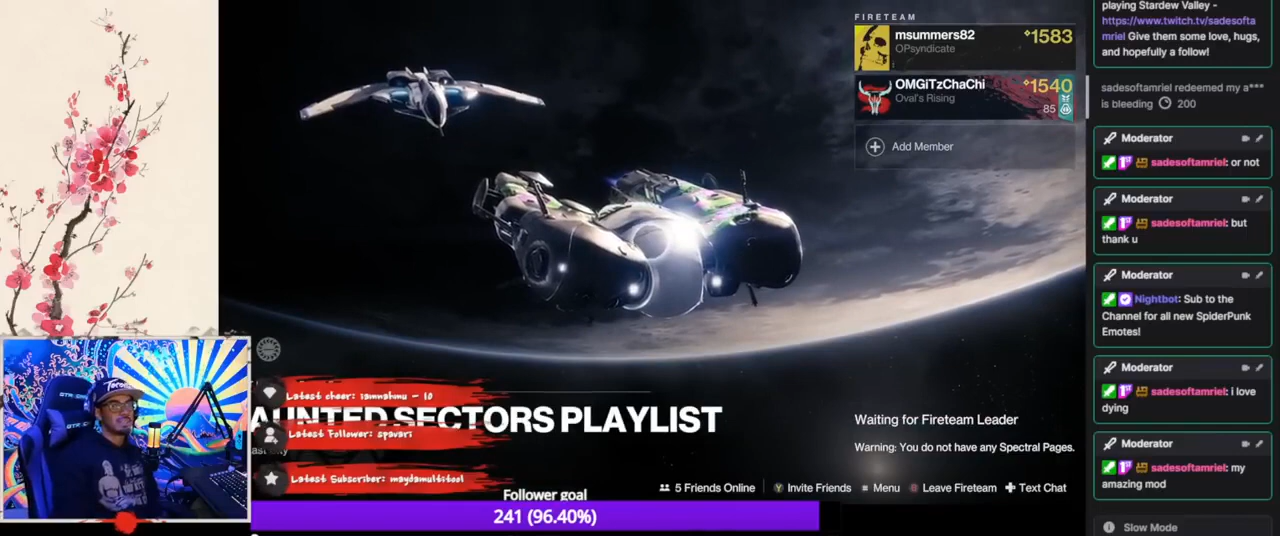 FIRETEAM
msummers82
1583
OPsyndicate
OMGiTzChaChi
1540
Oval's Rising
85
Add Member
Latest cheer: iammahmu - 10
AUNTED SECTORS PLAYLIST
Latest Follower: spavari
Latest Subscriber: maydamultitool
Waiting for Fireteam Leader
Warning: You do not have any Spectral Pages.
5 Friends Online
Invite Friends
Menu
Leave Fireteam
Text Chat
Follower goal
241 (96.40%)
playing Stardew Valley -
https://www.twitch.tv/sadesofta
mriel Give them some love, hugs,
and hopefully a follow!
sadesoftamriel redeemed my a***
is bleeding 200
Moderator
sadesoftamriel: or not
Moderator
sadesoftamriel: but
thank u
Moderator
Nightbot: Sub to the
Channel for all new SpiderPunk
Emotes!
Moderator
sadesoftamriel: i love
dying
Moderator
sadesoftamriel: my
amazing mod
Slow Mode